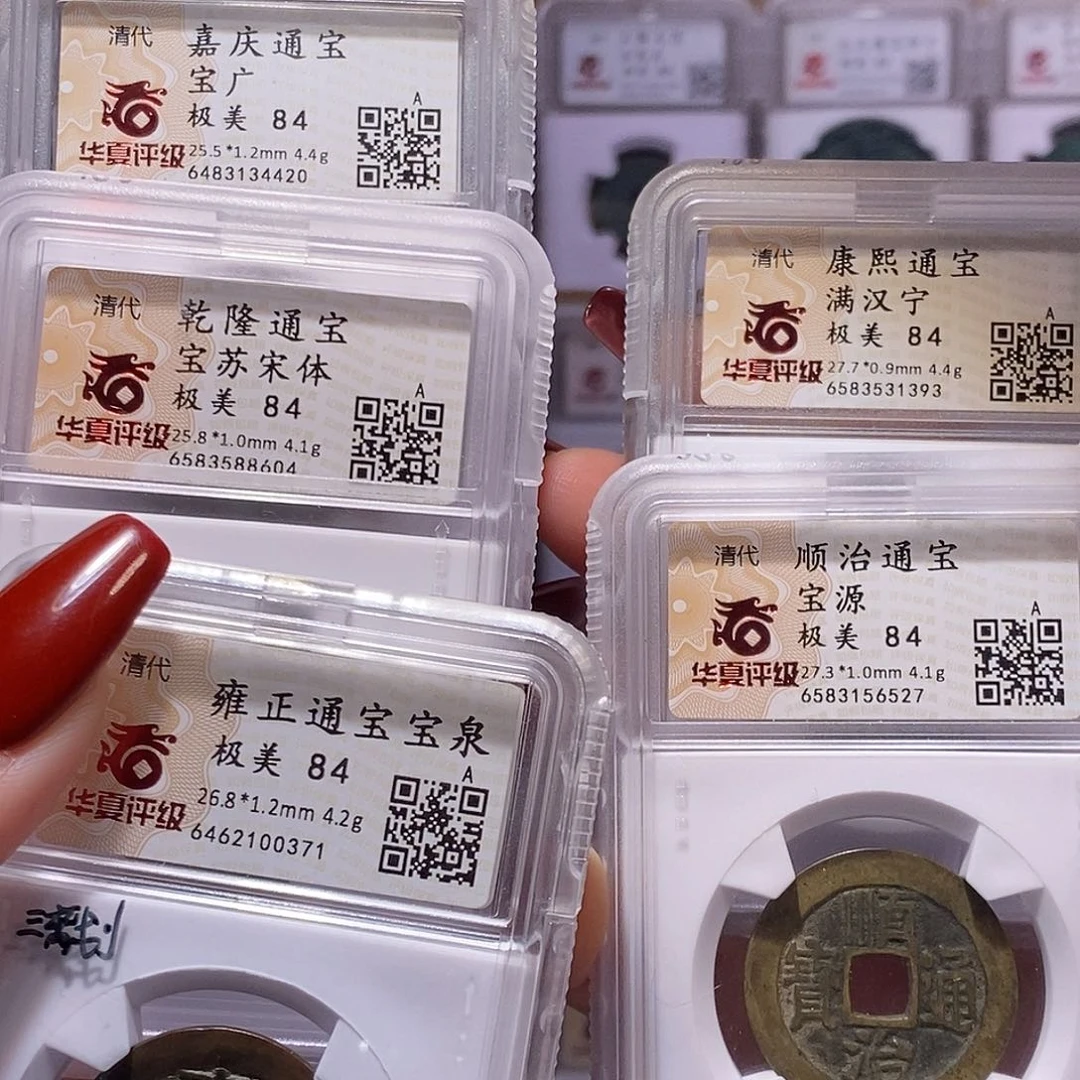 清代
嘉庆通宝
宝广
极美 84
A
华夏评级
25.5*1.2mm 4.4g
6483134420
清代
乾隆通宝
宝苏宋体
极美 84
A
华夏评级
25.8*1.0mm 4.1g
6583588604
清代
雍正通宝宝泉
极美 84
A
华夏评级
26.8*1.2mm 4.2g
6462100371
清代
康熙通宝
满汉宁
极美 84
A
华夏评级
27.7*0.9mm 4.4g
6583531393
清代
顺治通宝
宝源
极美 84
A
华夏评级
27.3*1.0mm 4.1g
6583156527
順治通寶